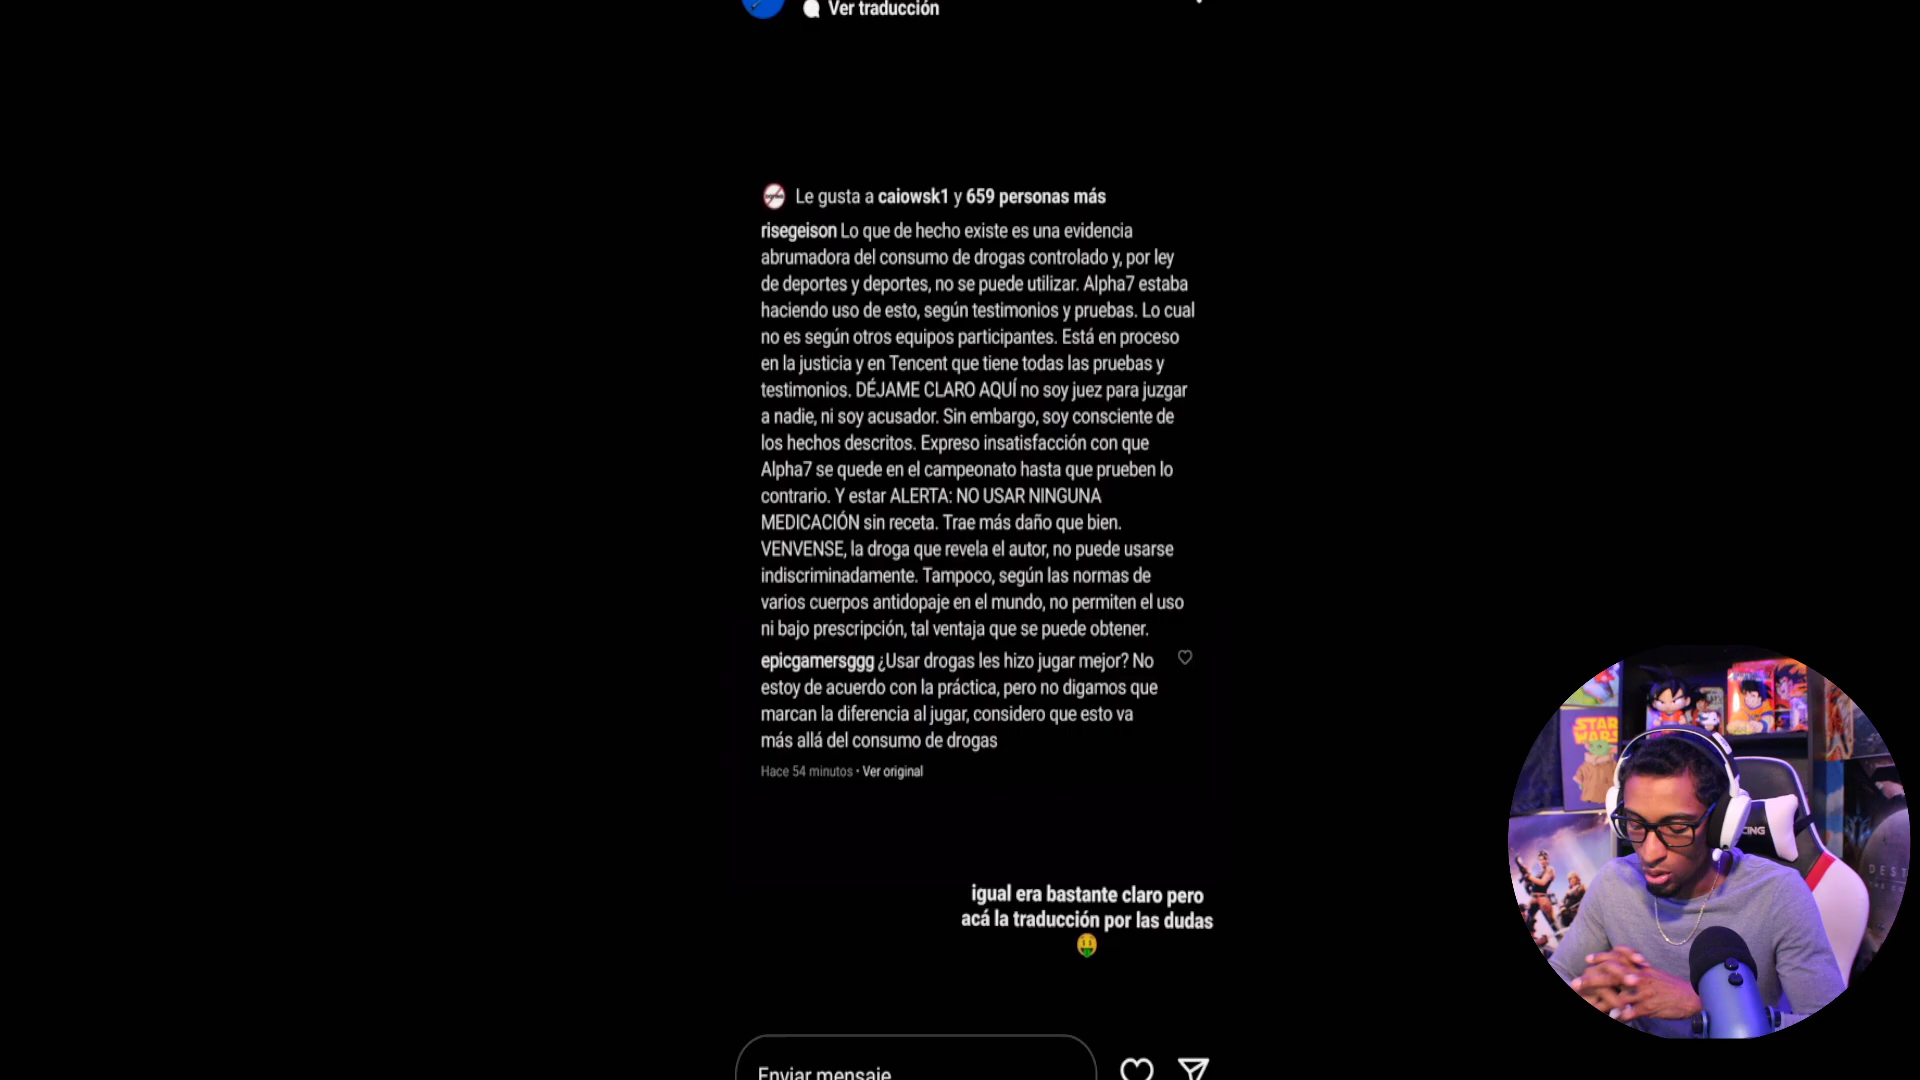 Ver traducción
Le gusta a caiowsk1 y 659 personas más
risegeison Lo que de hecho existe es una evidencia
abrumadora del consumo de drogas controlado y, por ley
de deportes y deportes, no se puede utilizar. Alpha7 estaba
haciendo uso de esto, según testimonios y pruebas. Lo cual
no es según otros equipos participantes. Está en proceso
en la justicia y en Tencent que tiene todas las pruebas y
testimonios. DÉJAME CLARO AQUÍ no soy juez para juzgar
a nadie, ni soy acusador. Sin embargo, soy consciente de
los hechos descritos. Expreso insatisfacción con que
Alpha7 se quede en el campeonato hasta que prueben lo
contrario. Y estar ALERTA: NO USAR NINGUNA
MEDICACIÓN sin receta. Trae más daño que bien.
VENVENSE, la droga que revela el autor, no puede usarse
indiscriminadamente. Tampoco, según las normas de
varios cuerpos antidopaje en el mundo, no permiten el uso
ni bajo prescripción, tal ventaja que se puede obtener.
epicgamersggg ¿Usar drogas les hizo jugar mejor? No
estoy de acuerdo con la práctica, pero no digamos que
marcan la diferencia al jugar, considero que esto va
más allá del consumo de drogas
Hace 54 minutos • Ver original
igual era bastante claro pero
acá la traducción por las dudas
Enviar mensaje
STAR
WARS